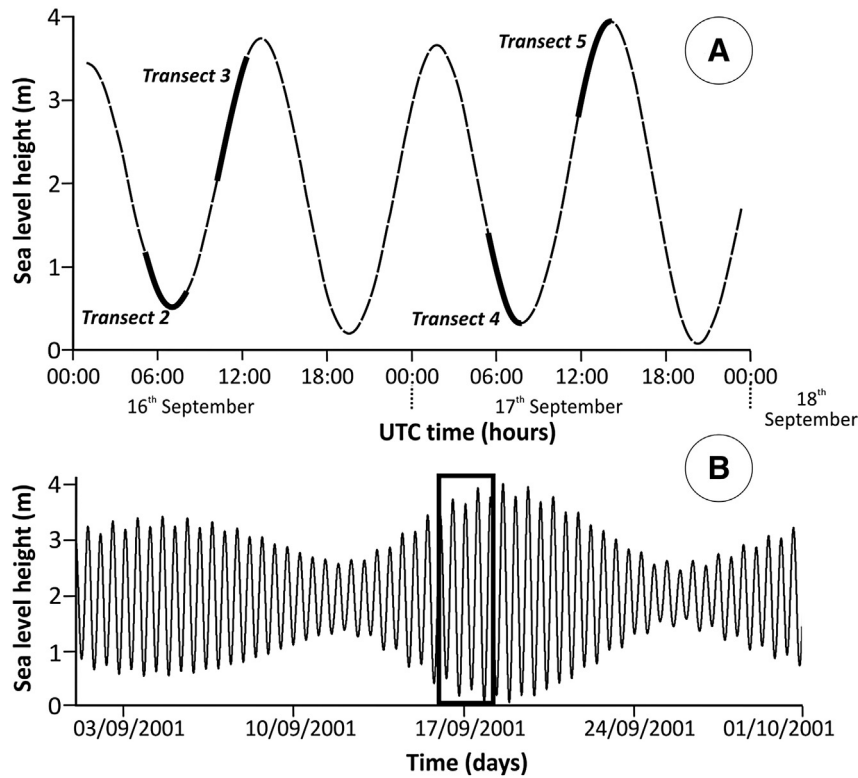 A
Sea level height (m)
4
3
2
1
0
Transect 2
Transect 3
Transect 4
Transect 5
00:00 06:00 12:00 18:00 00:00 06:00 12:00 18:00 00:00
16th September 17th September 18th
September
UTC time (hours)
B
Sea level height (m)
4
3
2
1
0
03/09/2001 10/09/2001 17/09/2001 24/09/2001 01/10/2001
Time (days)